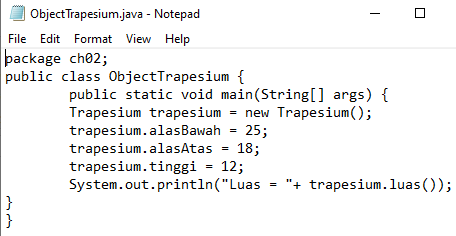 ObjectTrapesium.java - Notepad
File Edit Format View Help
package ch02;
public class ObjectTrapesium {
        public static void main(String[] args) {
        Trapesium trapesium = new Trapesium();
        trapesium.alasBawah = 25;
        trapesium.alasAtas = 18;
        trapesium.tinggi = 12;
        System.out.println("Luas = "+ trapesium.luas());
}
}